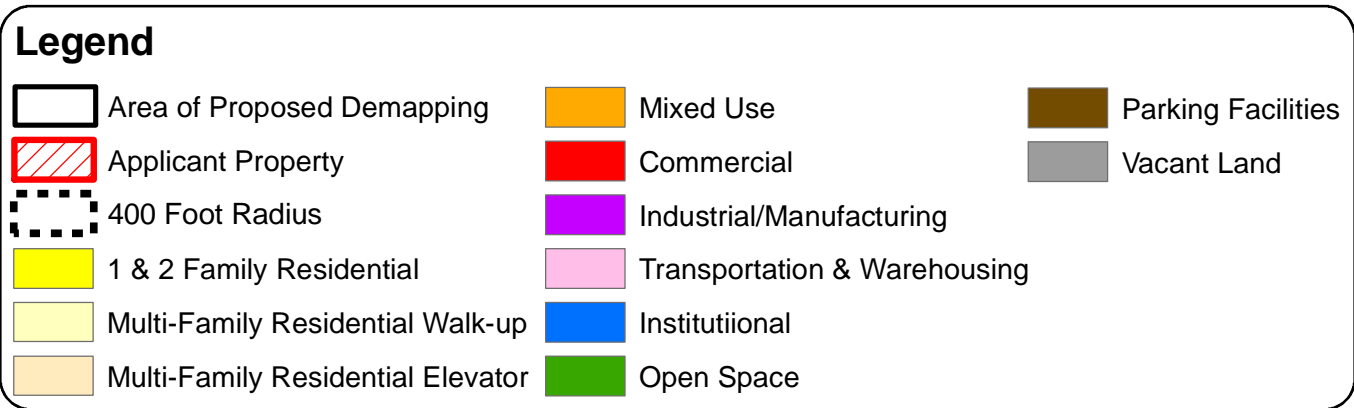 Legend
Area of Proposed Demapping
Applicant Property
400 Foot Radius
1 & 2 Family Residential
Multi-Family Residential Walk-up
Multi-Family Residential Elevator
Mixed Use
Commercial
Industrial/Manufacturing
Transportation & Warehousing
Institutiional
Open Space
Parking Facilities
Vacant Land